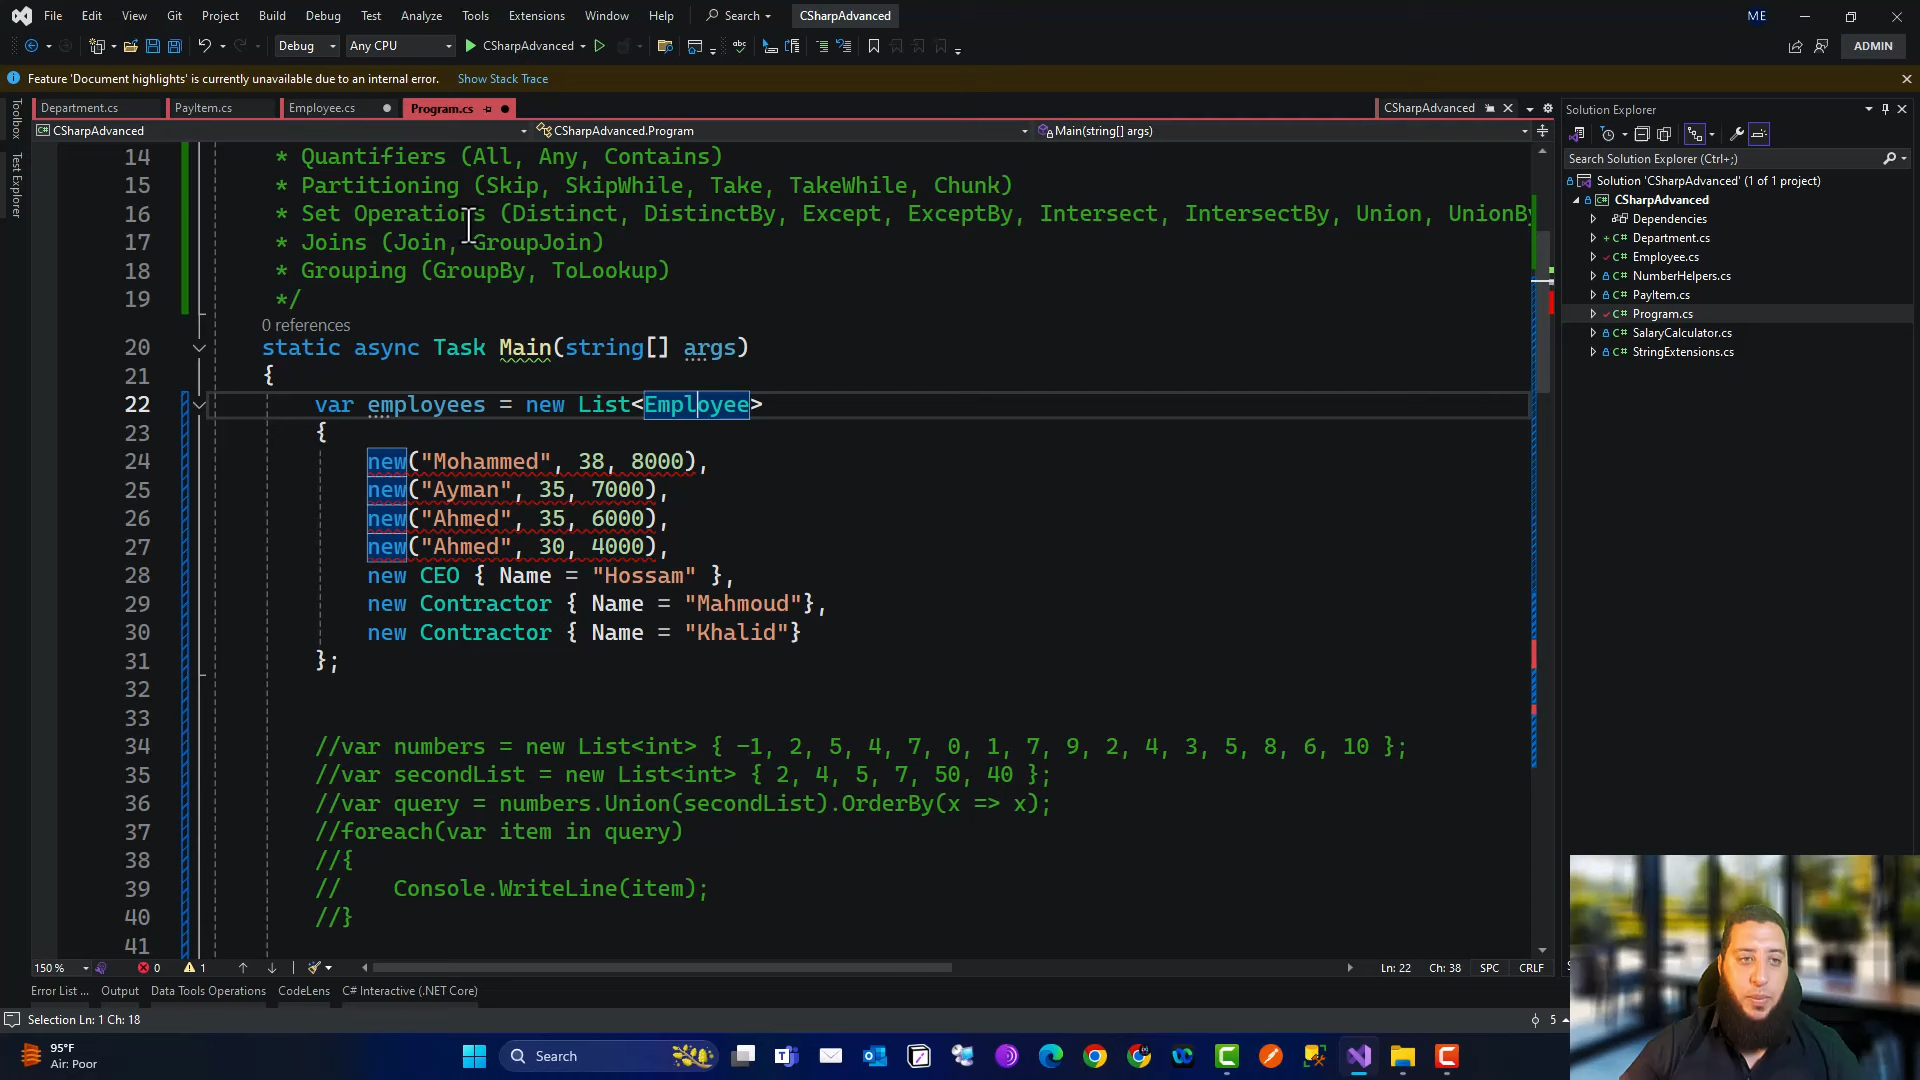 File Edit View Git Project Build Debug Test Analyze Tools Extensions Window Help Search CSharpAdvanced ME
Debug Any CPU CSharpAdvanced ADMIN
Feature 'Document highlights' is currently unavailable due to an internal error. Show Stack Trace
Department.cs PayItem.cs Employee.cs Program.cs CSharpAdvanced
CSharpAdvanced CSharpAdvanced.Program Main(string[] args)
Toolbox
Test Explorer
14 * Quantifiers (All, Any, Contains)
15 * Partitioning (Skip, SkipWhile, Take, TakeWhile, Chunk)
16 * Set Operations (Distinct, DistinctBy, Except, ExceptBy, Intersect, IntersectBy, Union, UnionBy
17 * Joins (Join, GroupJoin)
18 * Grouping (GroupBy, ToLookup)
19 */
0 references
20 static async Task Main(string[] args)
21 {
22 var employees = new List<Employee>
23 {
24 new("Mohammed", 38, 8000),
25 new("Ayman", 35, 7000),
26 new("Ahmed", 35, 6000),
27 new("Ahmed", 30, 4000),
28 new CEO { Name = "Hossam" },
29 new Contractor { Name = "Mahmoud"},
30 new Contractor { Name = "Khalid"}
31 };
32
33
34 //var numbers = new List<int> { -1, 2, 5, 4, 7, 0, 1, 7, 9, 2, 4, 3, 5, 8, 6, 10 };
35 //var secondList = new List<int> { 2, 4, 5, 7, 50, 40 };
36 //var query = numbers.Union(secondList).OrderBy(x => x);
37 //foreach(var item in query)
38 //{
39 // Console.WriteLine(item);
40 //}
41
Solution Explorer
Search Solution Explorer (Ctrl+;)
Solution 'CSharpAdvanced' (1 of 1 project)
CSharpAdvanced
Dependencies
C# Department.cs
C# Employee.cs
C# NumberHelpers.cs
C# PayItem.cs
C# Program.cs
C# SalaryCalculator.cs
C# StringExtensions.cs
150 % 0 1 Ln: 22 Ch: 38 SPC CRLF
Error List ... Output Data Tools Operations CodeLens C# Interactive (.NET Core)
Selection Ln: 1 Ch: 18 5
95°F
Air: Poor
Search